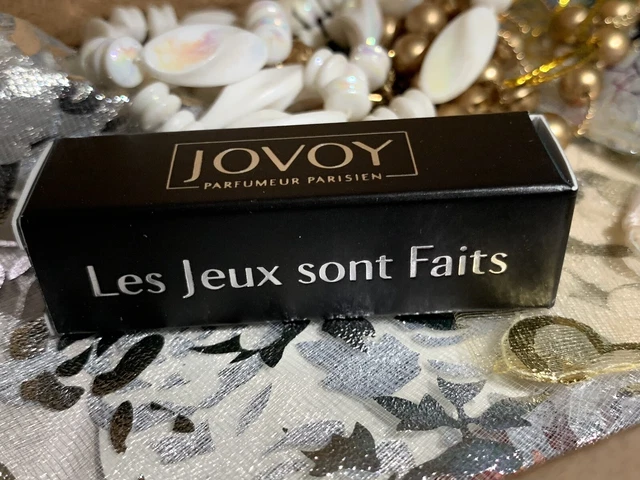 JOVOY
PARFUMEUR PARISIEN
Les Jeux sont Faits